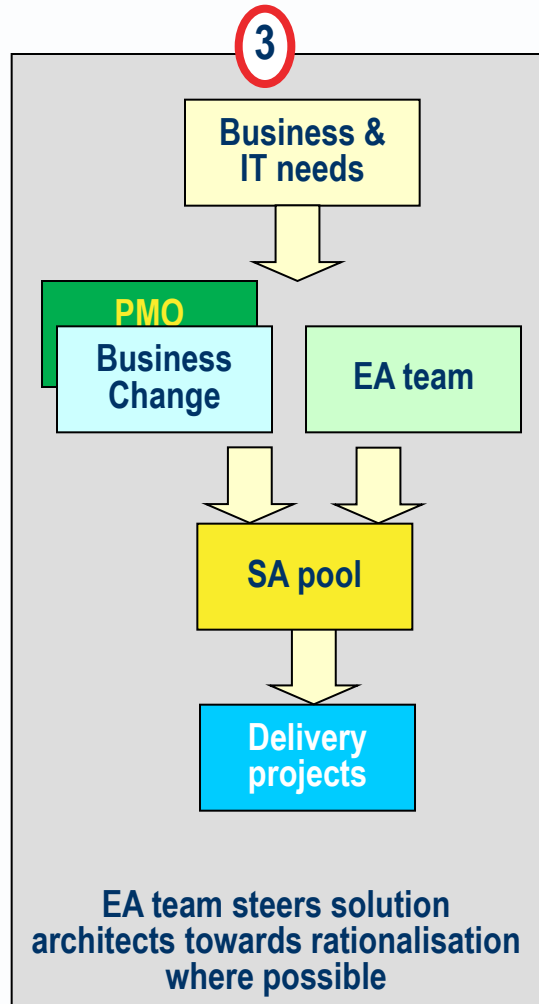 3
Business &
IT needs
PMO
Business
Change
EA team
SA pool
Delivery
projects
EA team steers solution
architects towards rationalisation
where possible